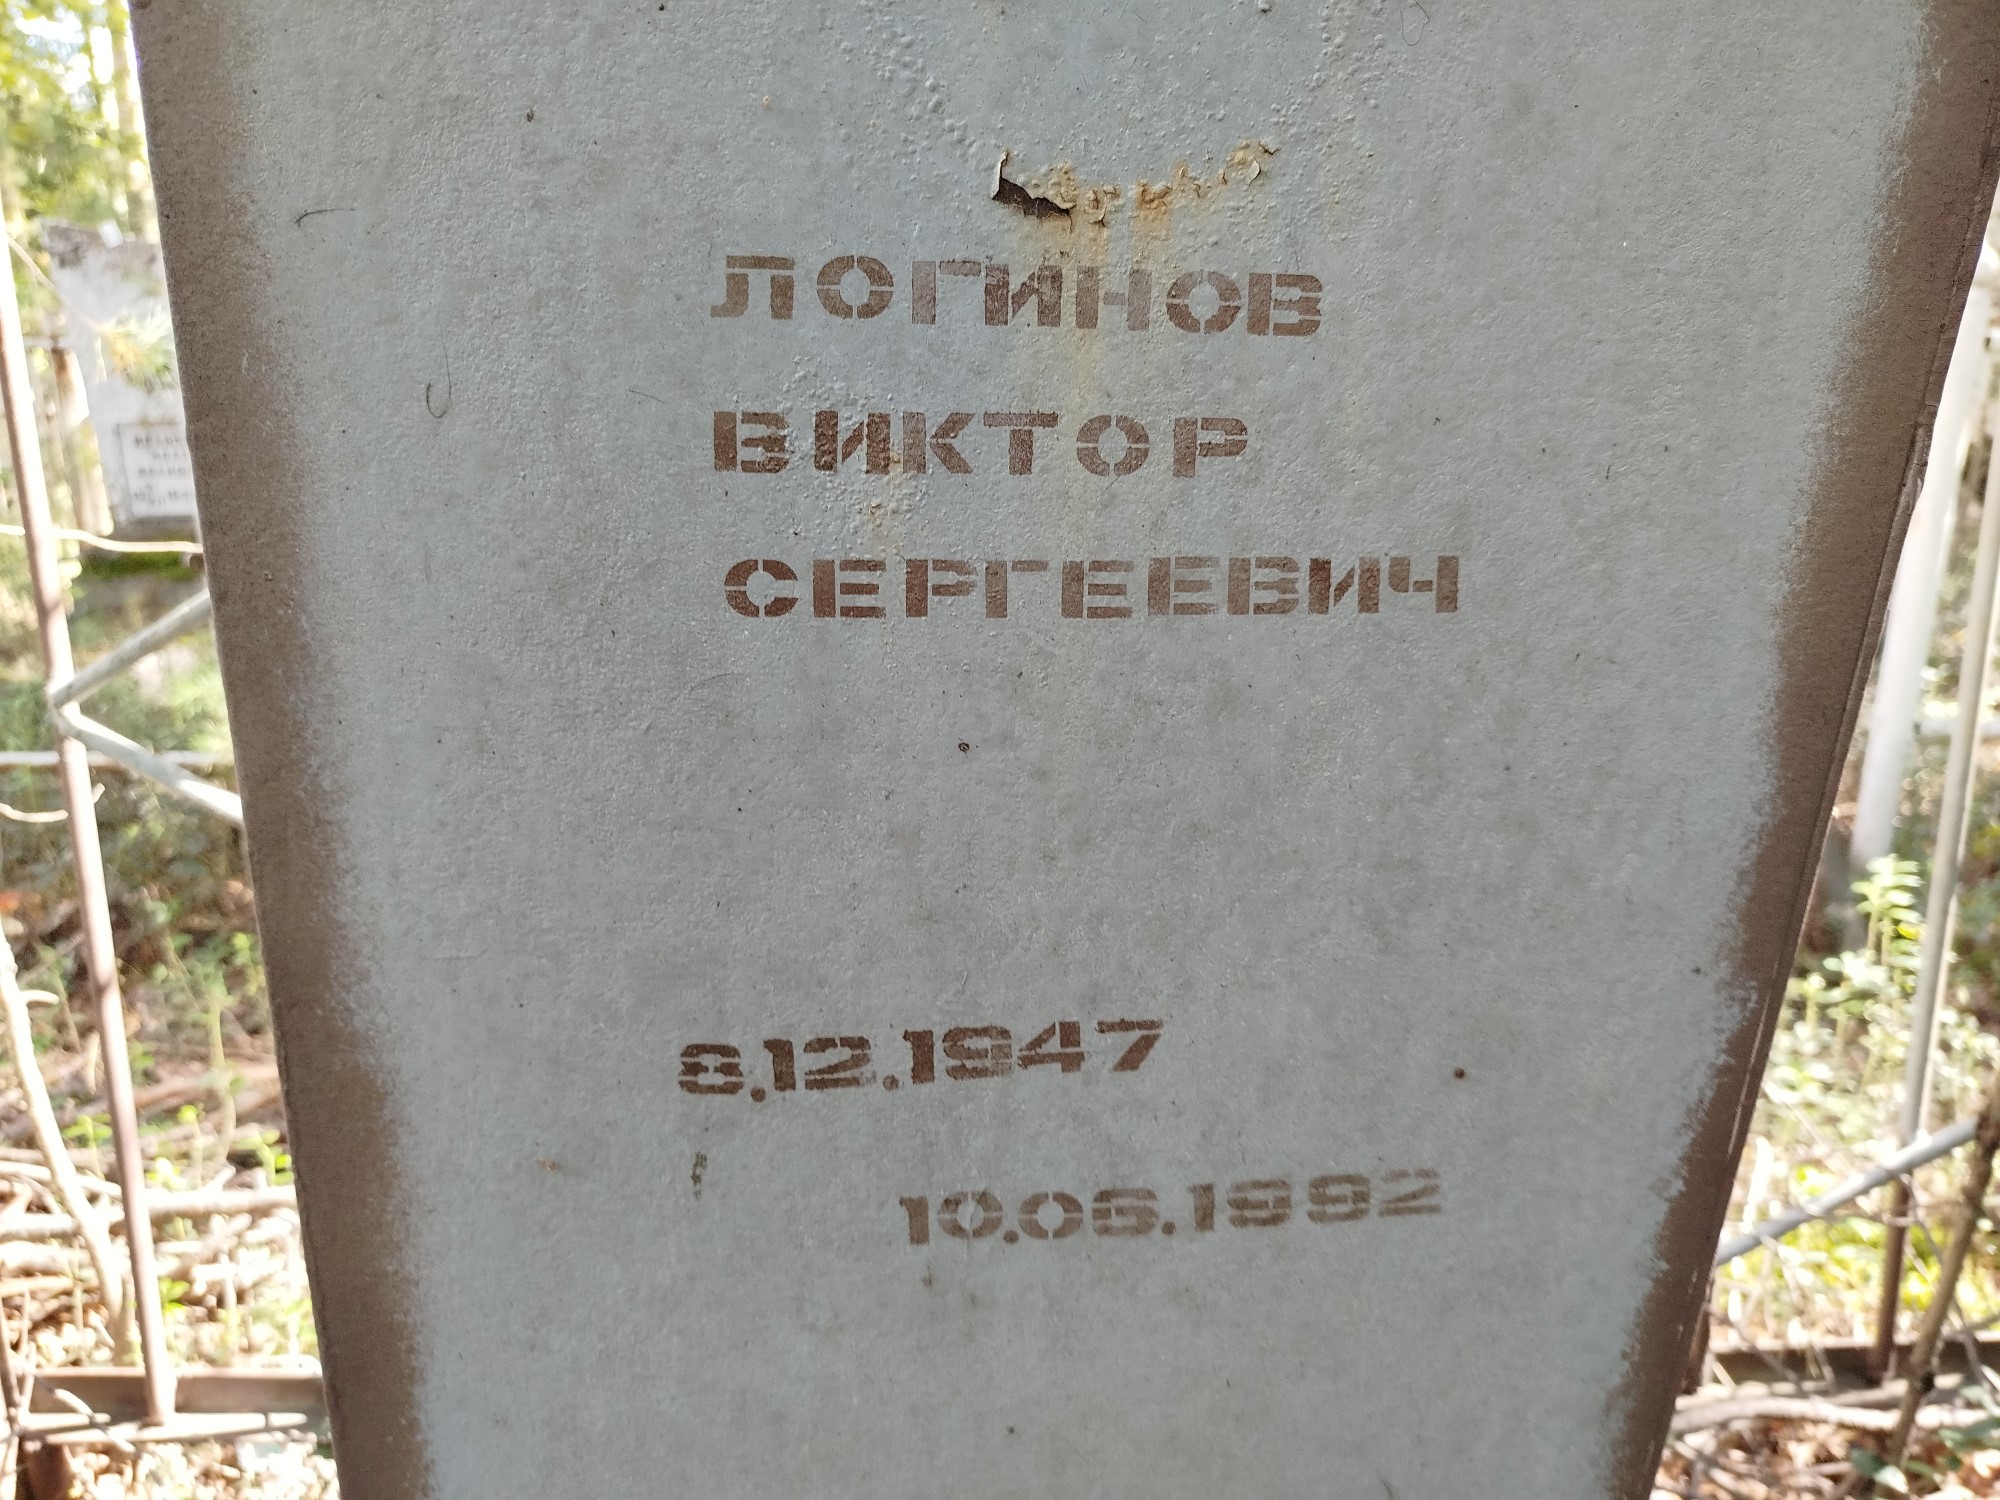 ЛОГИНОВ
ВИКТОР
СЕРГЕЕВИЧ
8.12.1947
10.06.1992